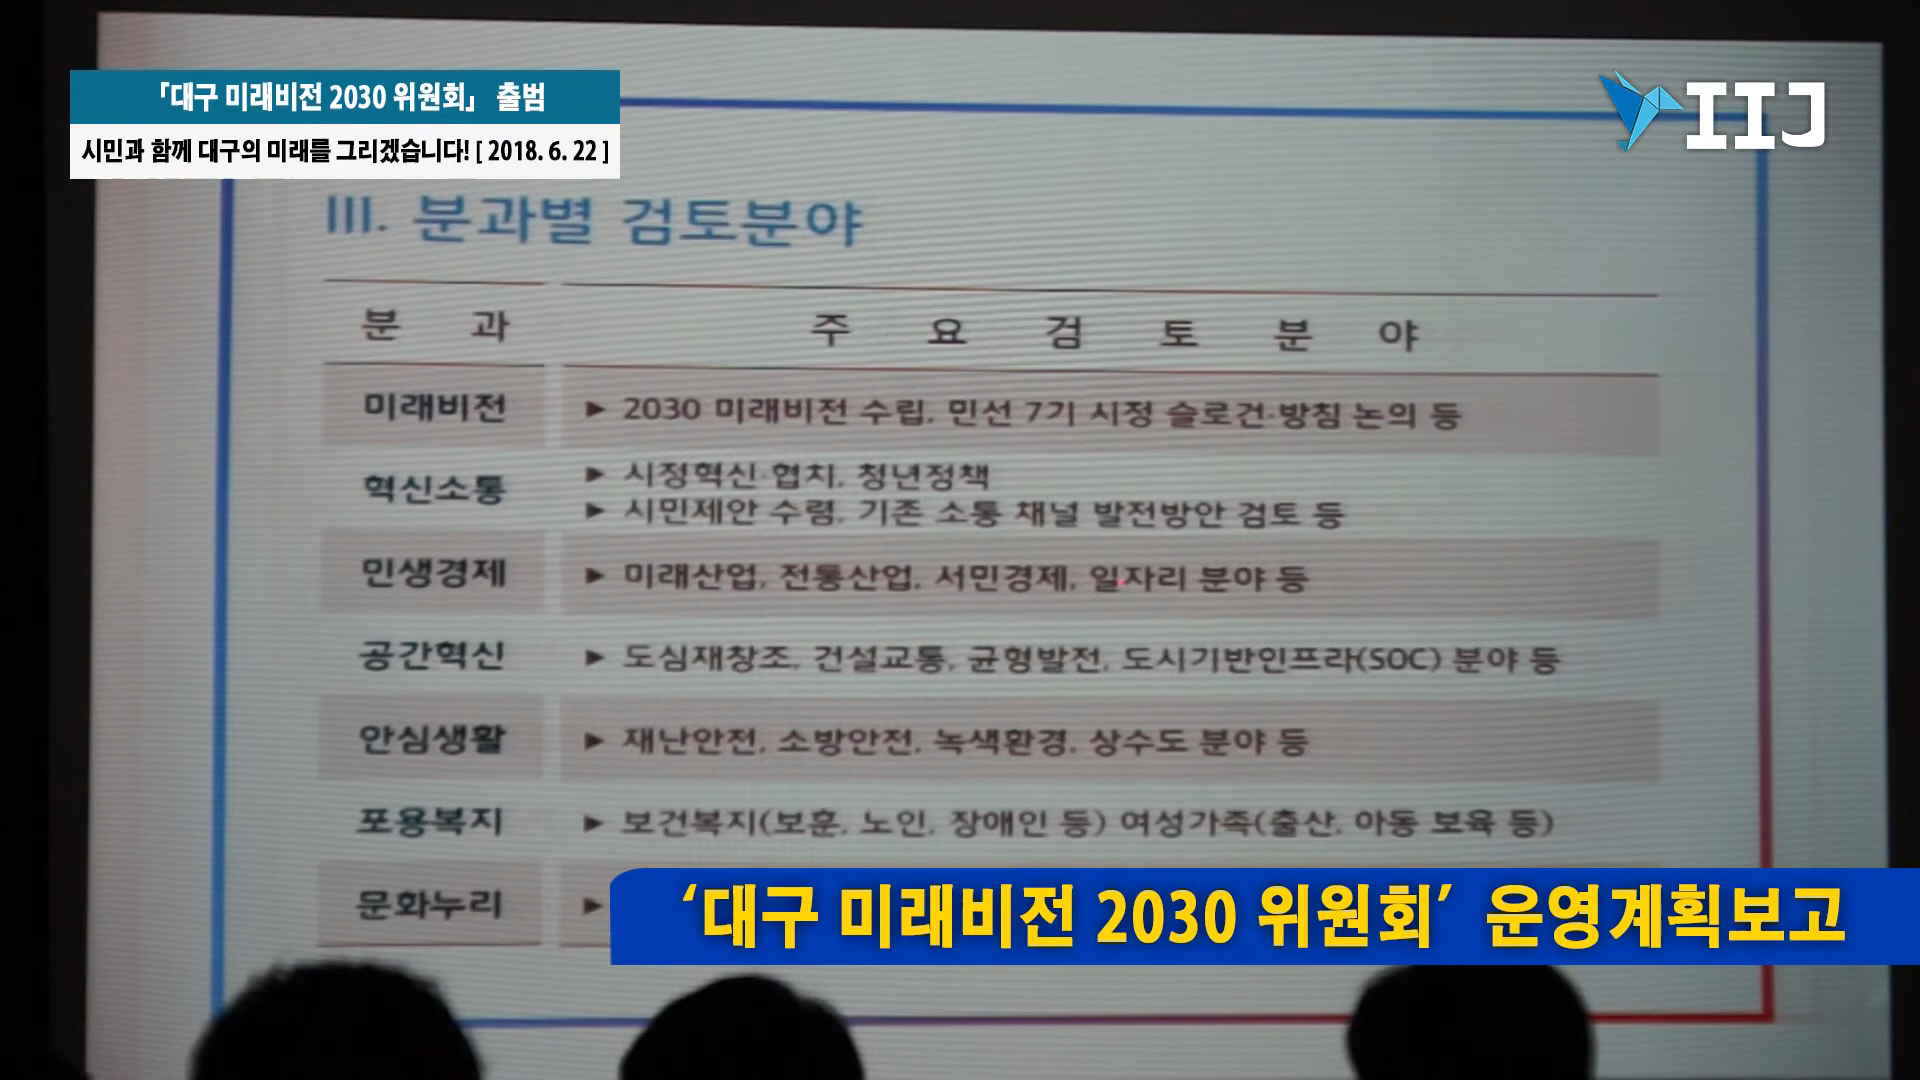 「대구 미래비전 2030 위원회」 출범
시민과 함께 대구의 미래를 그리겠습니다! [ 2018. 6. 22 ]
IIJ
III. 분과별 검토분야
분 과 주 요 검 토 분 야
미래비전 ▶ 2030 미래비전 수립, 민선 7기 시정 슬로건·방침 논의 등
혁신소통 ▶ 시정혁신·협치, 청년정책
▶ 시민제안 수렴, 기존 소통 채널 발전방안 검토 등
민생경제 ▶ 미래산업, 전통산업, 서민경제, 일자리 분야 등
공간혁신 ▶ 도심재창조, 건설교통, 균형발전, 도시기반인프라(SOC) 분야 등
안심생활 ▶ 재난안전, 소방안전, 녹색환경, 상수도 분야 등
포용복지 ▶ 보건복지(보훈, 노인, 장애인 등) 여성가족(출산, 아동 보육 등)
문화누리 ▶
‘대구 미래비전 2030 위원회’ 운영계획보고